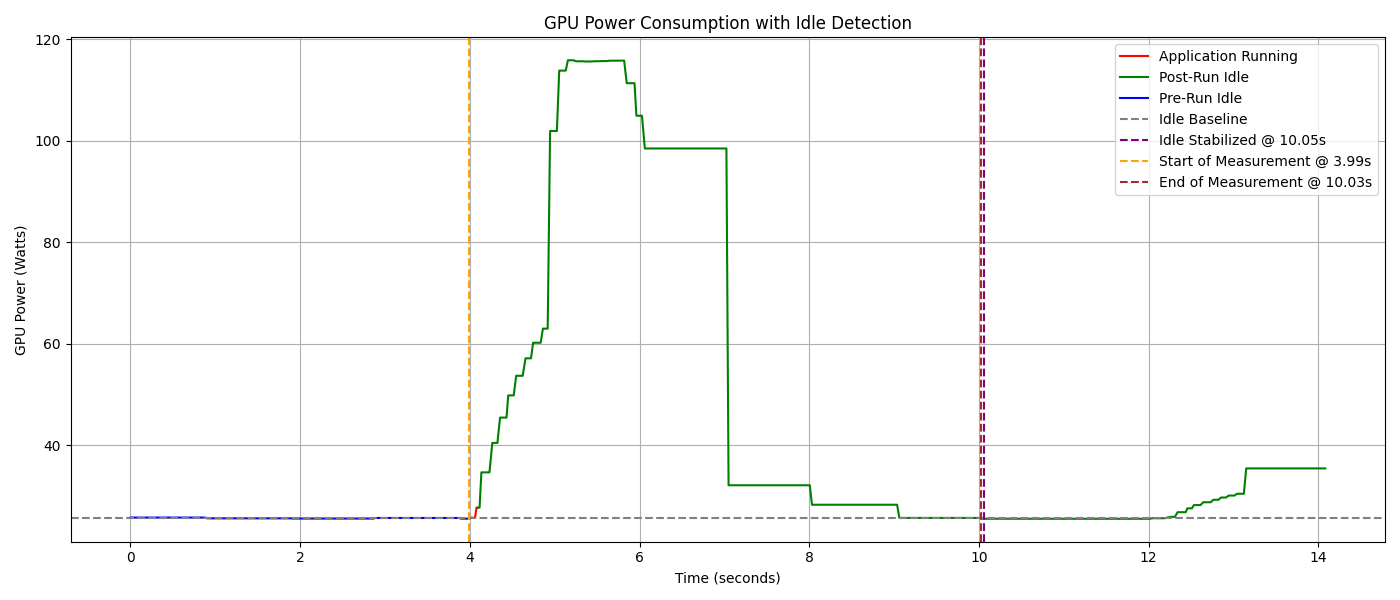 GPU Power Consumption with Idle Detection
GPU Power (Watts)
120
100
80
60
40
Application Running
Post-Run Idle
Pre-Run Idle
Idle Baseline
Idle Stabilized @ 10.05s
Start of Measurement @ 3.99s
End of Measurement @ 10.03s
0 2 4 6 8 10 12 14
Time (seconds)